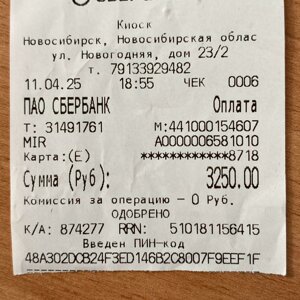 Киоск
Новосибирск, Новосибирская облас
ул. Новогодняя, дом 23/2
т. 79133929482
11.04.25 18:55 ЧЕК 0006
ПАО СБЕРБАНК Оплата
Т: 31491761 М:441000154607
MIR A0000006581010
Карта:(Е) ************8718
Сумма (Руб): 3250.00
Комиссия за операцию – 0 Руб.
ОДОБРЕНО
К/А: 874277 RRN: 510181156415
Введен ПИН-код
48A302DC824F3ED146B2C8007F9EEF1F